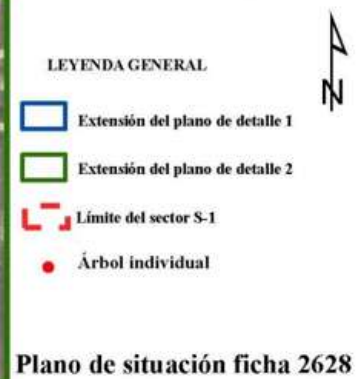 N
LEYENDA GENERAL
Extensión del plano de detalle 1
Extensión del plano de detalle 2
Límite del sector S-1
Árbol individual
Plano de situación ficha 2628